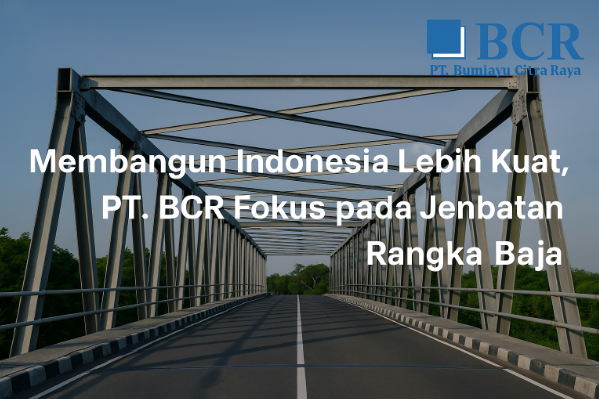 BCR
PT. Bumiayu Citra Raya
Membangun Indonesia Lebih Kuat,
PT. BCR Fokus pada Jenbatan
Rangka Baja